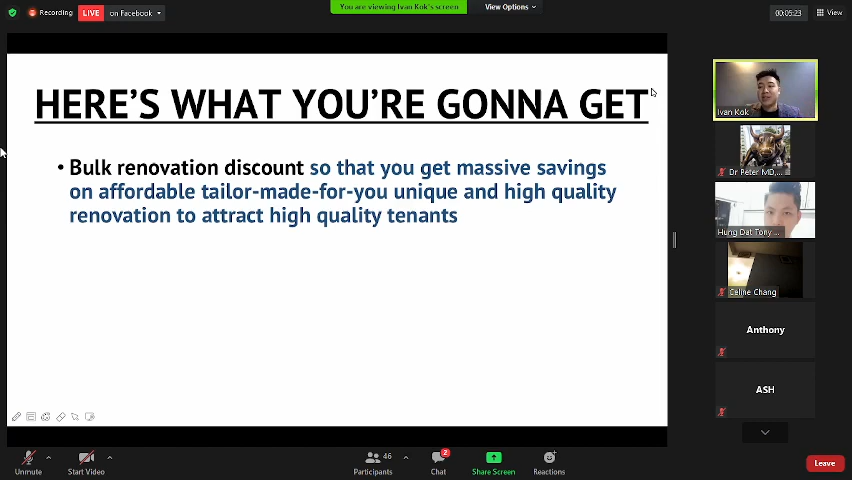 Recording
LIVE
on Facebook
You are viewing Ivan Kok's screen
View Options
00:05:23
View
HERE'S WHAT YOU'RE GONNA GET
• Bulk renovation discount so that you get massive savings
on affordable tailor-made-for-you unique and high quality
renovation to attract high quality tenants
Ivan Kok
Dr Peter MD,...
Hung Dat Tony ...
Celine Chang
Anthony
ASH
Unmute
Start Video
46
Participants
2
Chat
Share Screen
Reactions
Leave